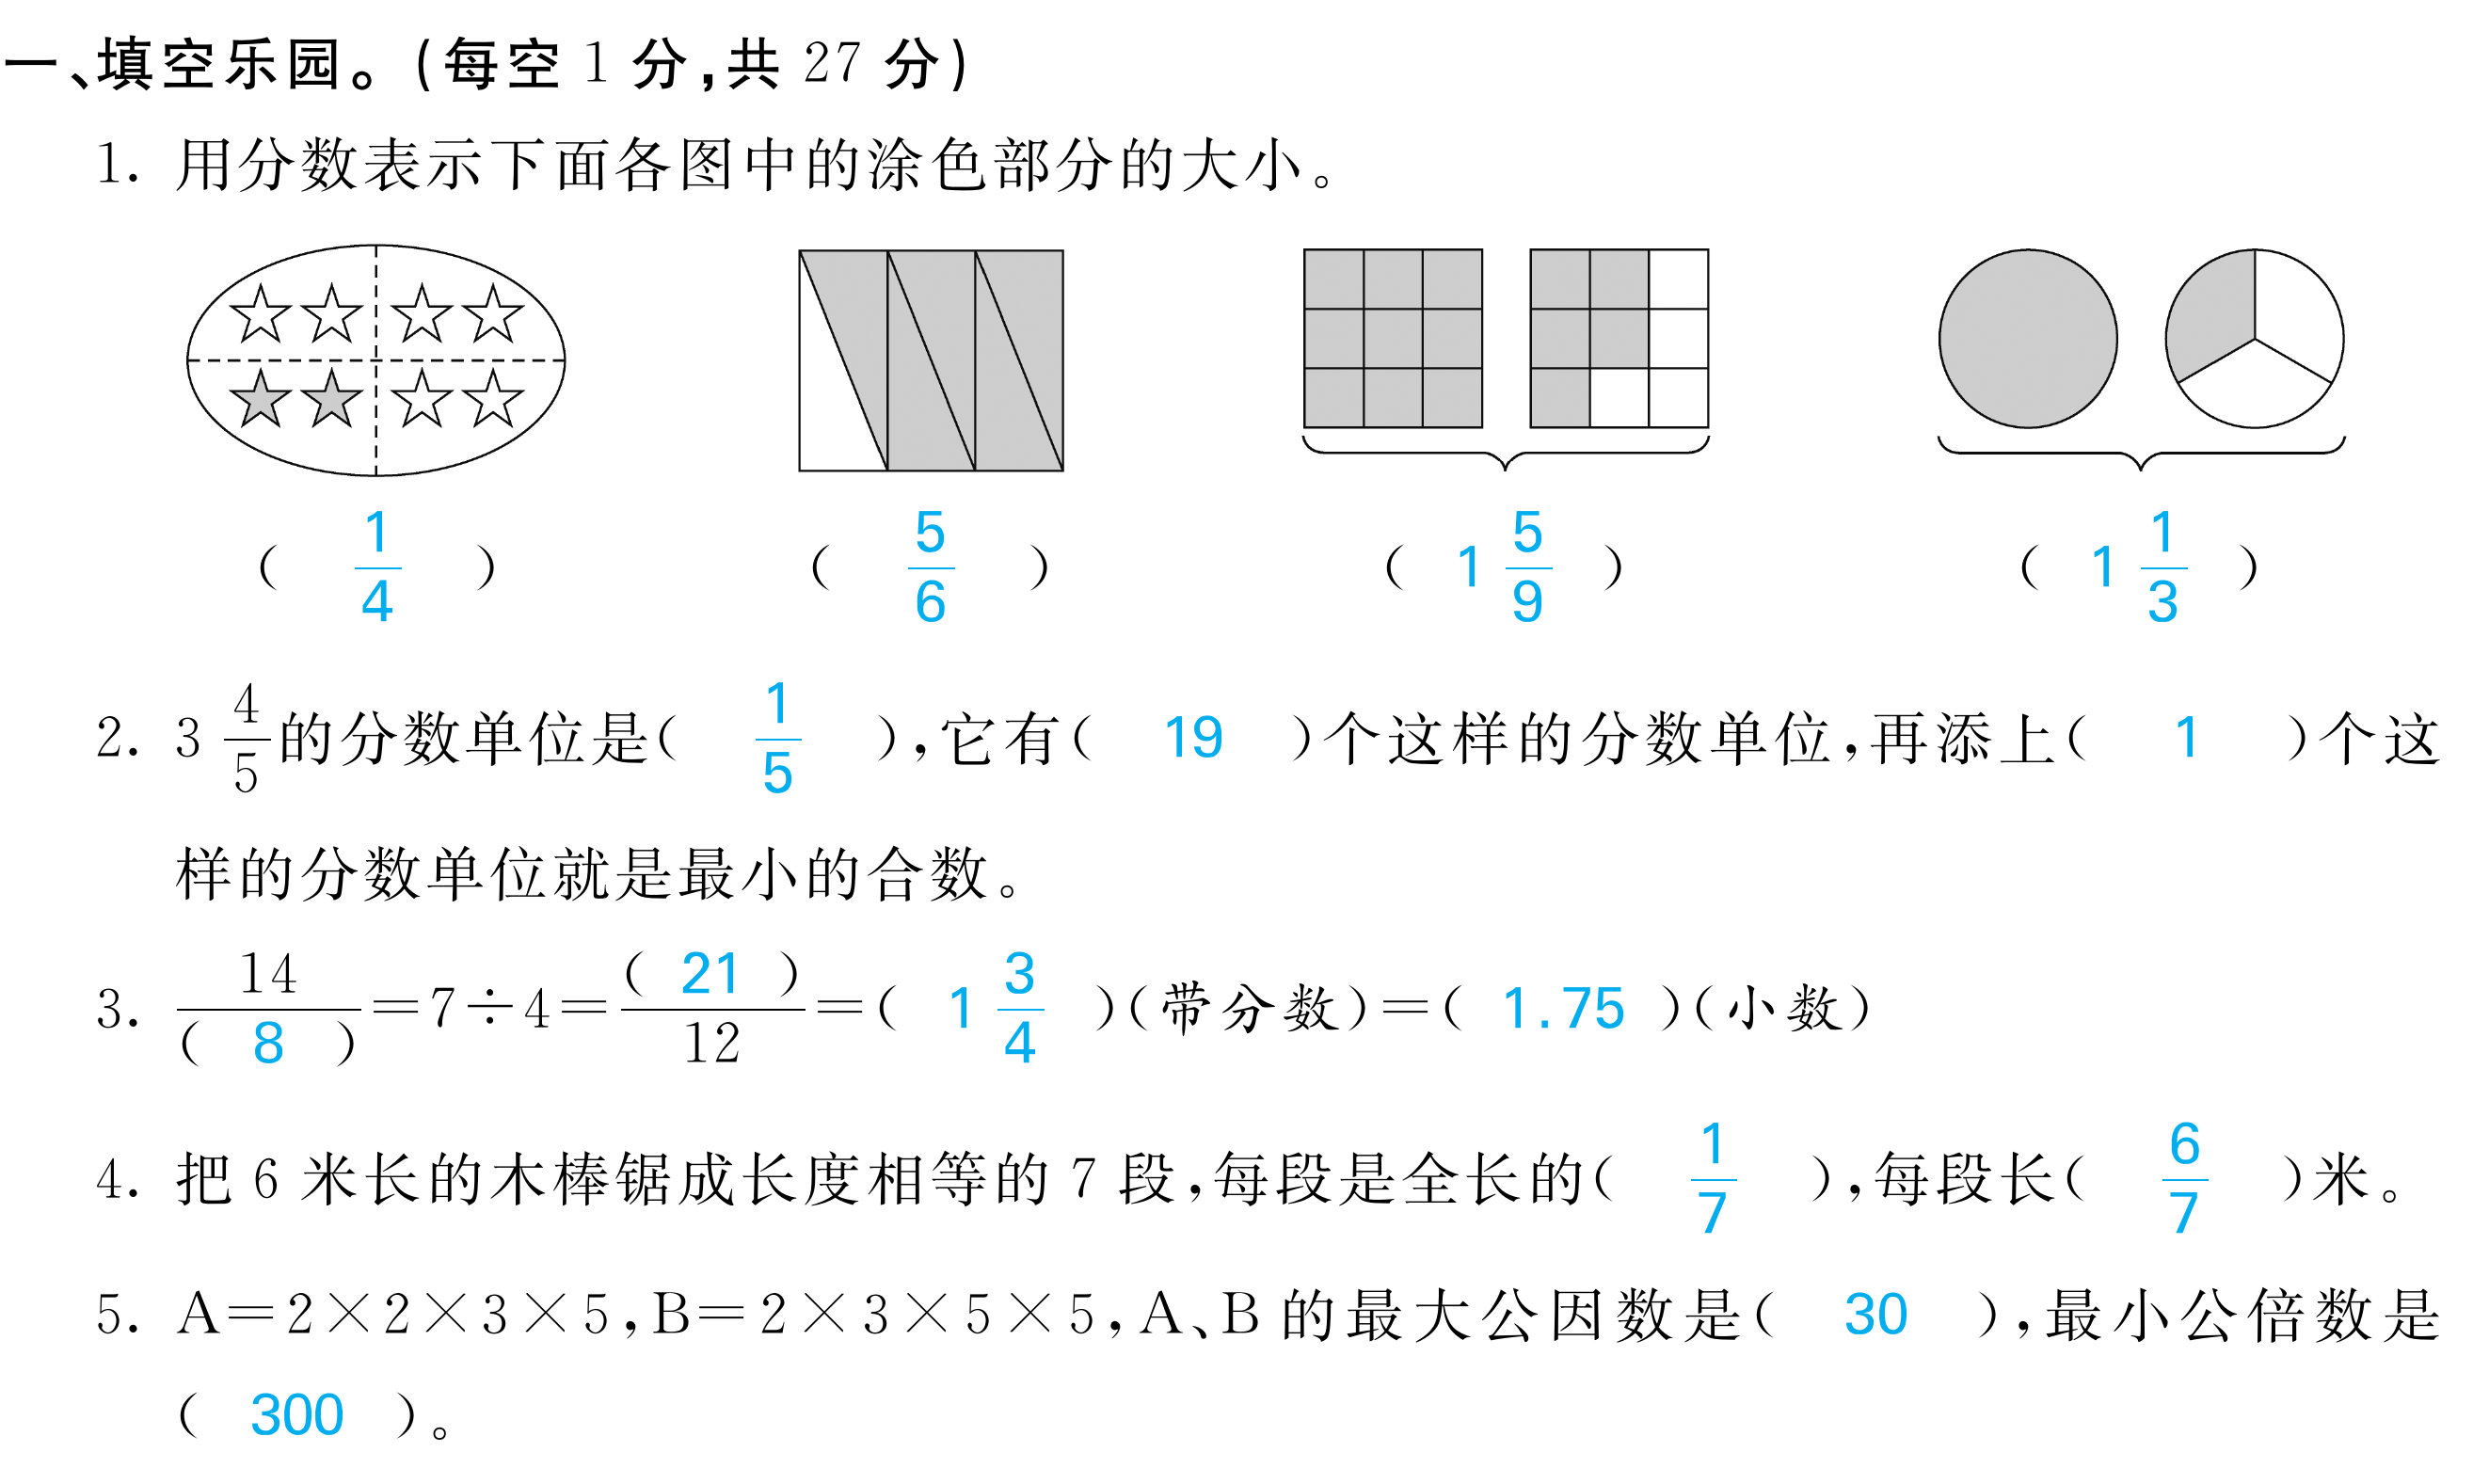 一、填空乐园。(每空 1 分,共 27 分)
1. 用分数表示下面各图中的涂色部分的大小。
( 1/4 ) ( 5/6 ) ( 1 5/9 ) ( 1 1/3 )
2. 3 4/5 的分数单位是( 1/5 ),它有( 19 )个这样的分数单位,再添上( 1 )个这
样的分数单位就是最小的合数。
3. 14/( 8 )=7÷4=( 21 )/12=( 1 3/4 )(带分数)=( 1.75 )(小数)
4. 把 6 米长的木棒锯成长度相等的 7 段,每段是全长的( 1/7 ),每段长( 6/7 )米。
5. A=2×2×3×5,B=2×3×5×5,A、B 的最大公因数是( 30 ),最小公倍数是
( 300 )。